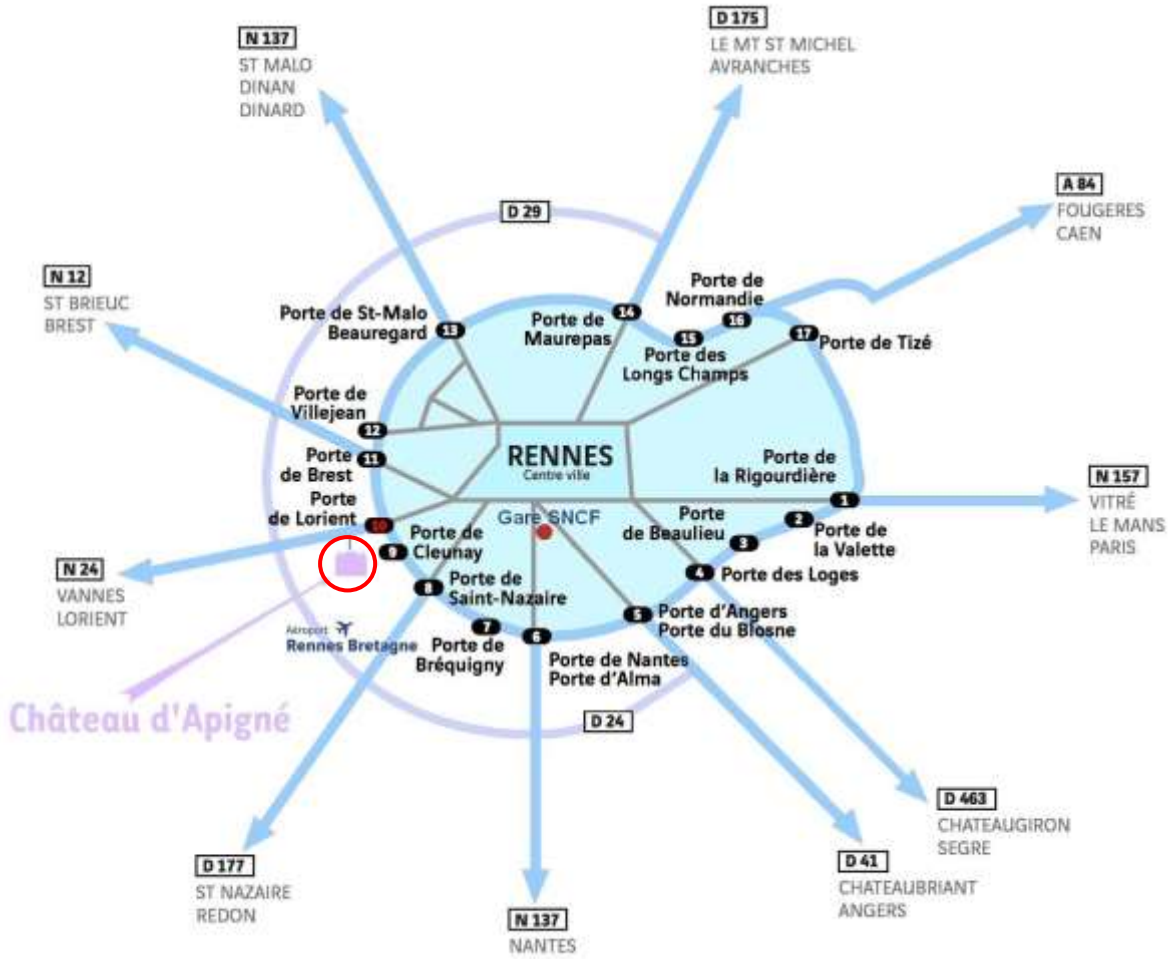 N 137
ST MALO
DINAN
DINARD
D 175
LE MT ST MICHEL
AVRANCHES
A 84
FOUGERES
CAEN
D 29
N 12
ST BRIEUC
BREST
Porte de St-Malo
Beauregard
13
Porte de
Maurepas
14
Porte de
Normandie
16
15
Porte des
Longs Champs
17
Porte de Tizé
Porte de
Villejean
12
Porte
de Brest
11
RENNES
Centre ville
Porte de
la Rigourdière
1
N 157
VITRÉ
LE MANS
PARIS
Porte
de Lorient
10
Gare SNCF
Porte
de Beaulieu
3
2
Porte de
la Valette
9
Porte de
Cleunay
N 24
VANNES
LORIENT
8
Porte de
Saint-Nazaire
4
Porte des Loges
5
Porte d'Angers
Porte du Blosne
Aéroport
Rennes Bretagne
7
Porte de
Bréquigny
6
Porte de Nantes
Porte d'Alma
Château d'Apigné
D 24
D 463
CHATEAUGIRON
SEGRE
D 177
ST NAZAIRE
REDON
D 41
CHATEAUBRIANT
ANGERS
N 137
NANTES